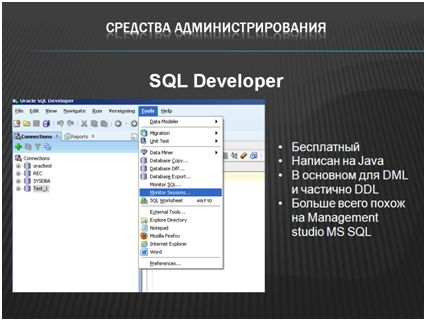 СРЕДСТВА АДМИНИСТРИРОВАНИЯ
SQL Developer
Oracle SQL Developer
File Edit View Navigate Run Versioning Tools Help
Connections
Reports
Connections
oracltest
REC
SYSDBA
Test_1
Data Modeler
Migration
Unit Test
Data Miner
Database Copy...
Database Diff...
Database Export...
Monitor SQL...
Monitor Sessions...
SQL Worksheet Alt-F10
External Tools...
Explore Directory
Notepad
Mozilla Firefox
Internet Explorer
Word
Preferences...
• Бесплатный
• Написан на Java
• В основном для DML
и частично DDL
• Больше всего похож
на Management
studio MS SQL